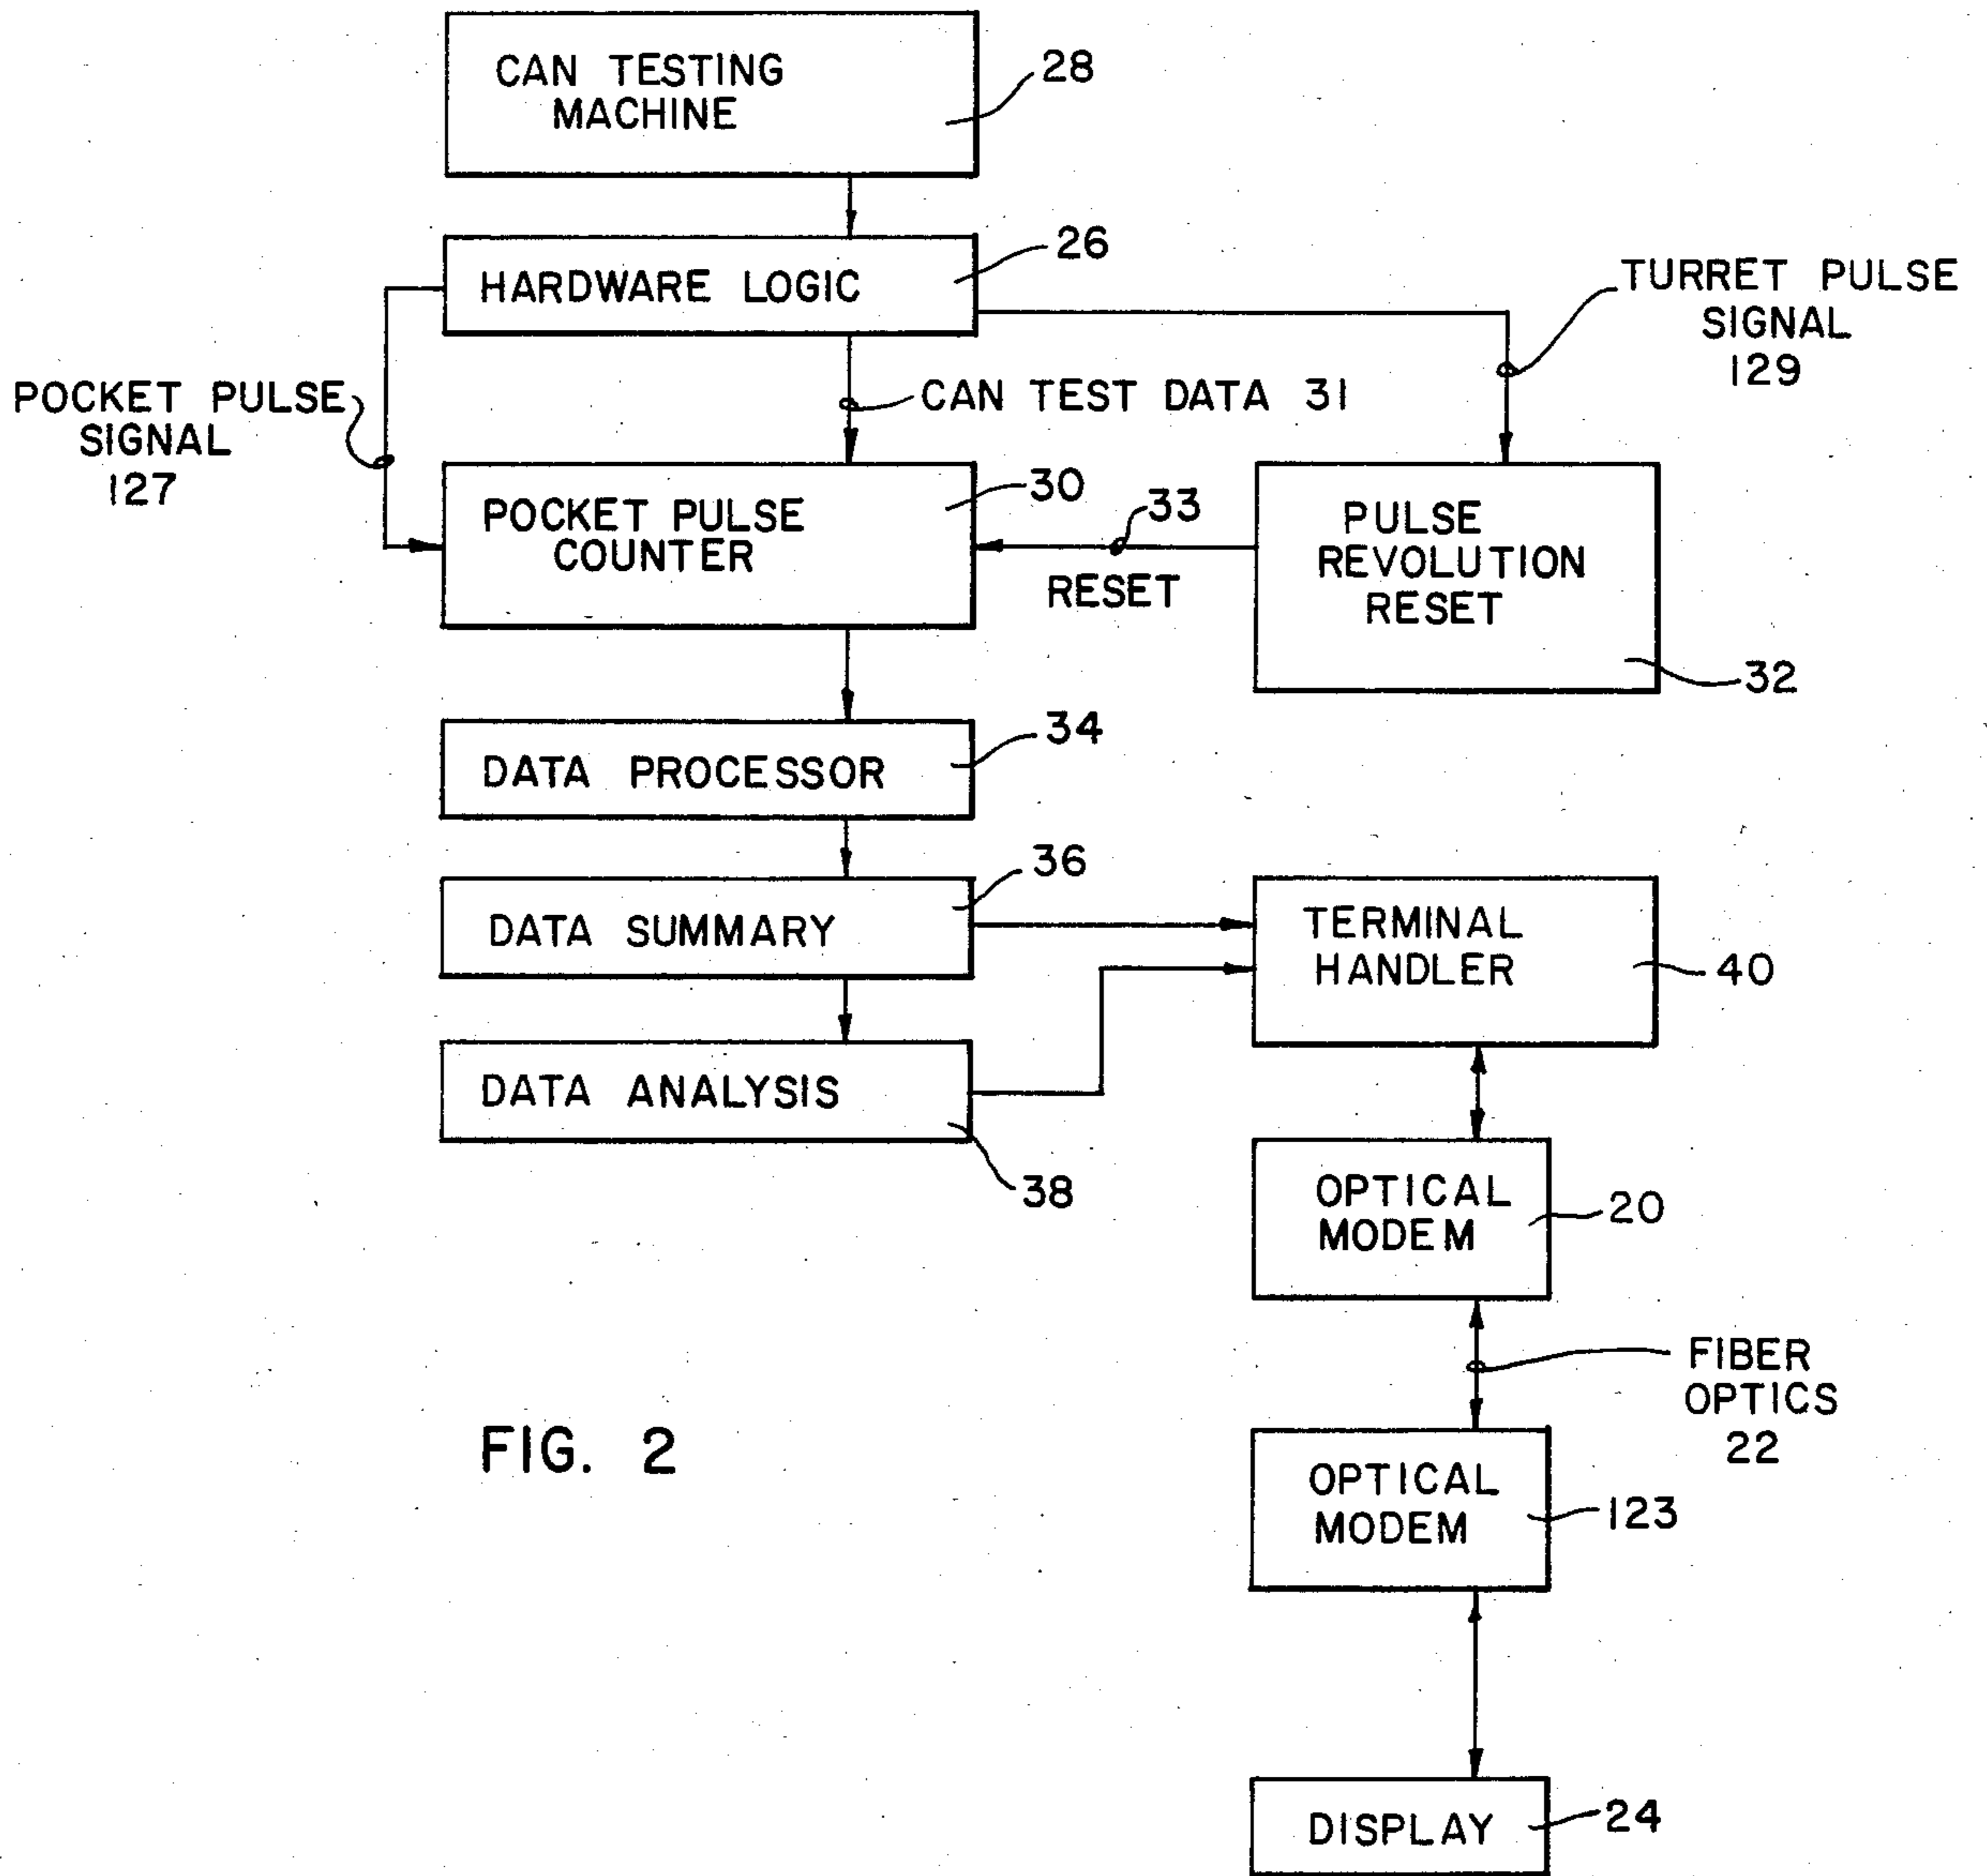 CAN TESTING
MACHINE
28
HARDWARE LOGIC
26
TURRET PULSE
SIGNAL
129
POCKET PULSE
SIGNAL
127
CAN TEST DATA 31
POCKET PULSE
COUNTER
30
33
RESET
PULSE
REVOLUTION
RESET
32
DATA PROCESSOR
34
DATA SUMMARY
36
TERMINAL
HANDLER
40
DATA ANALYSIS
38
OPTICAL
MODEM
20
FIBER
OPTICS
22
FIG. 2
OPTICAL
MODEM
123
DISPLAY
24